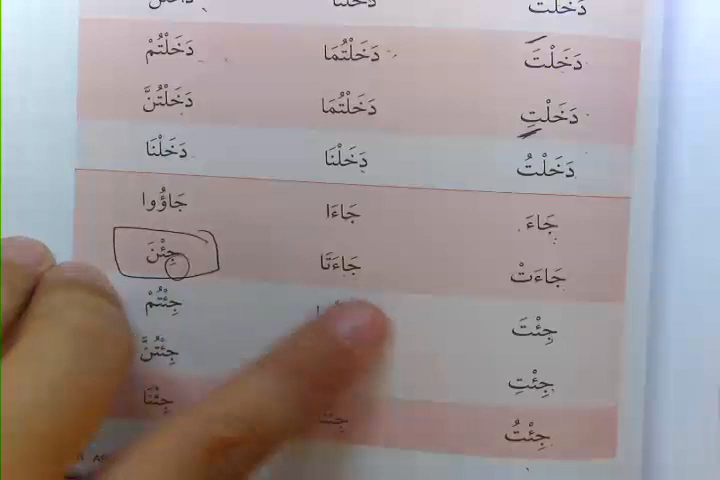 دَخَلَتْ دَخَلَتَا دَخَلْنَ
دَخَلْتَ دَخَلْتُمَا دَخَلْتُمْ
دَخَلْتِ دَخَلْتُمَا دَخَلْتُنَّ
دَخَلْتُ دَخَلْنَا دَخَلْنَا
جَاءَ جَاءَا جَاؤُوا
جَاءَتْ جَاءَتَا جِئْنَ
جِئْتَ جِئْتُمْ
جِئْتِ جِئْتُنَّ
جِئْتُ جِئْنَا